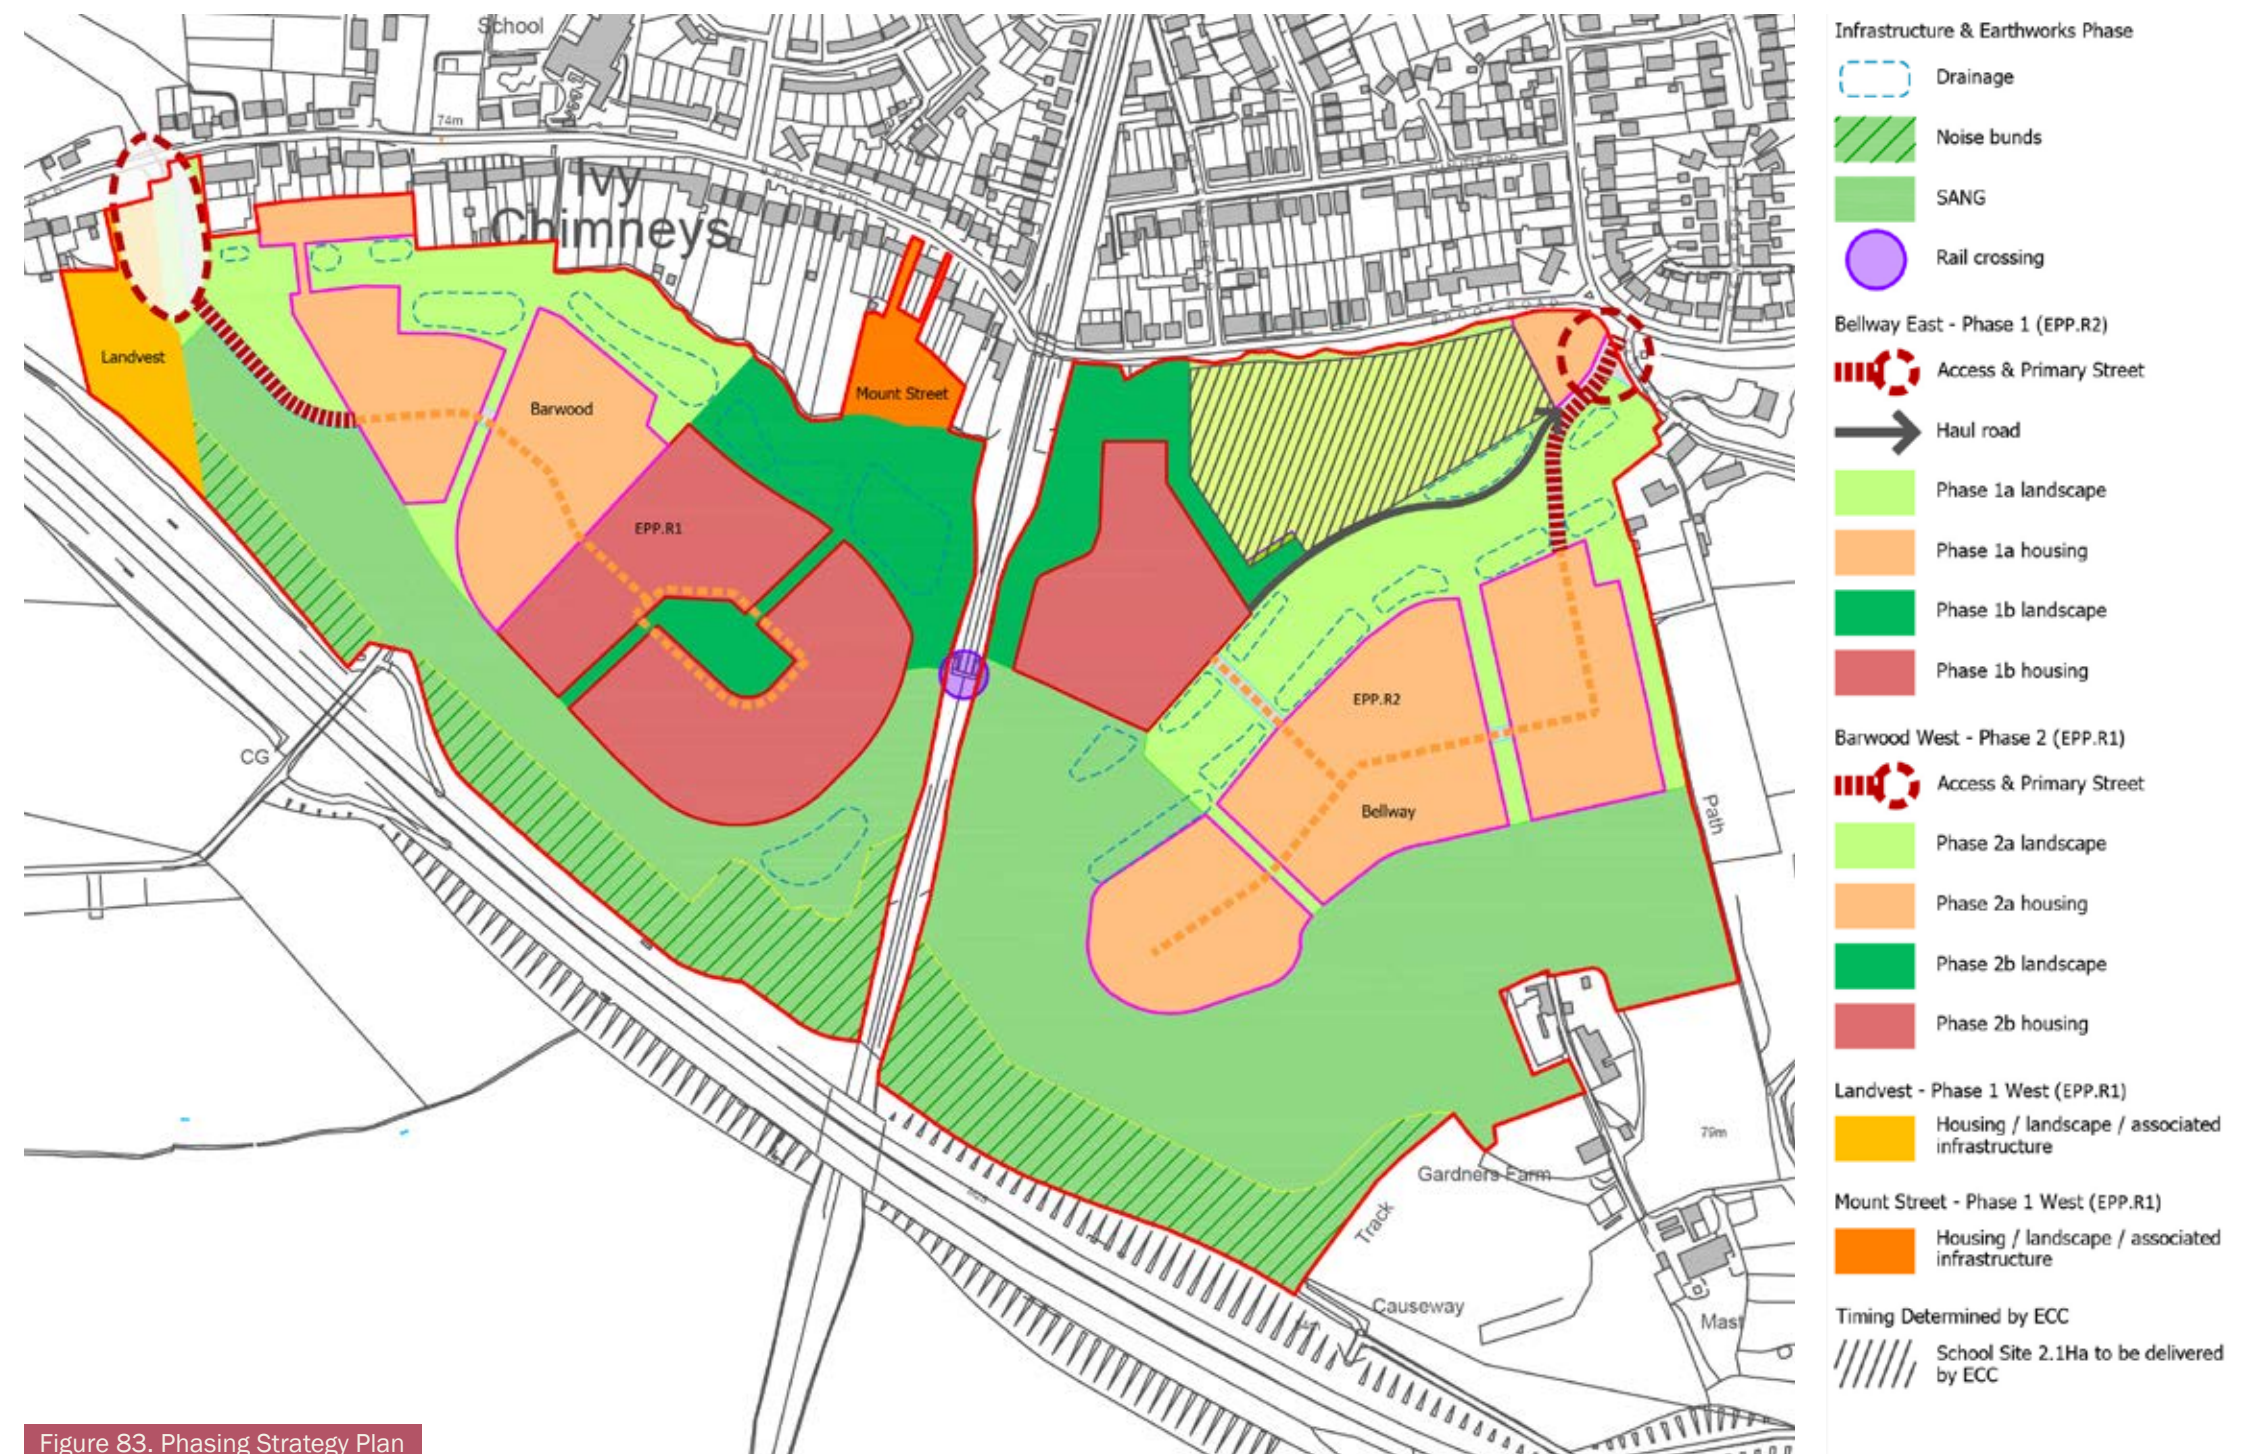 School
74m
Ivy
Chimneys
Landvest
Barwood
Mount Street
EPP.R1
EPP.R2
Bellway
CG
Path
79m
Gardners Farm
Track
Causeway
Mast
Infrastructure & Earthworks Phase
Drainage
Noise bunds
SANG
Rail crossing
Bellway East - Phase 1 (EPP.R2)
Access & Primary Street
Haul road
Phase 1a landscape
Phase 1a housing
Phase 1b landscape
Phase 1b housing
Barwood West - Phase 2 (EPP.R1)
Access & Primary Street
Phase 2a landscape
Phase 2a housing
Phase 2b landscape
Phase 2b housing
Landvest - Phase 1 West (EPP.R1)
Housing / landscape / associated
infrastructure
Mount Street - Phase 1 West (EPP.R1)
Housing / landscape / associated
infrastructure
Timing Determined by ECC
School Site 2.1Ha to be delivered
by ECC
Figure 83. Phasing Strategy Plan